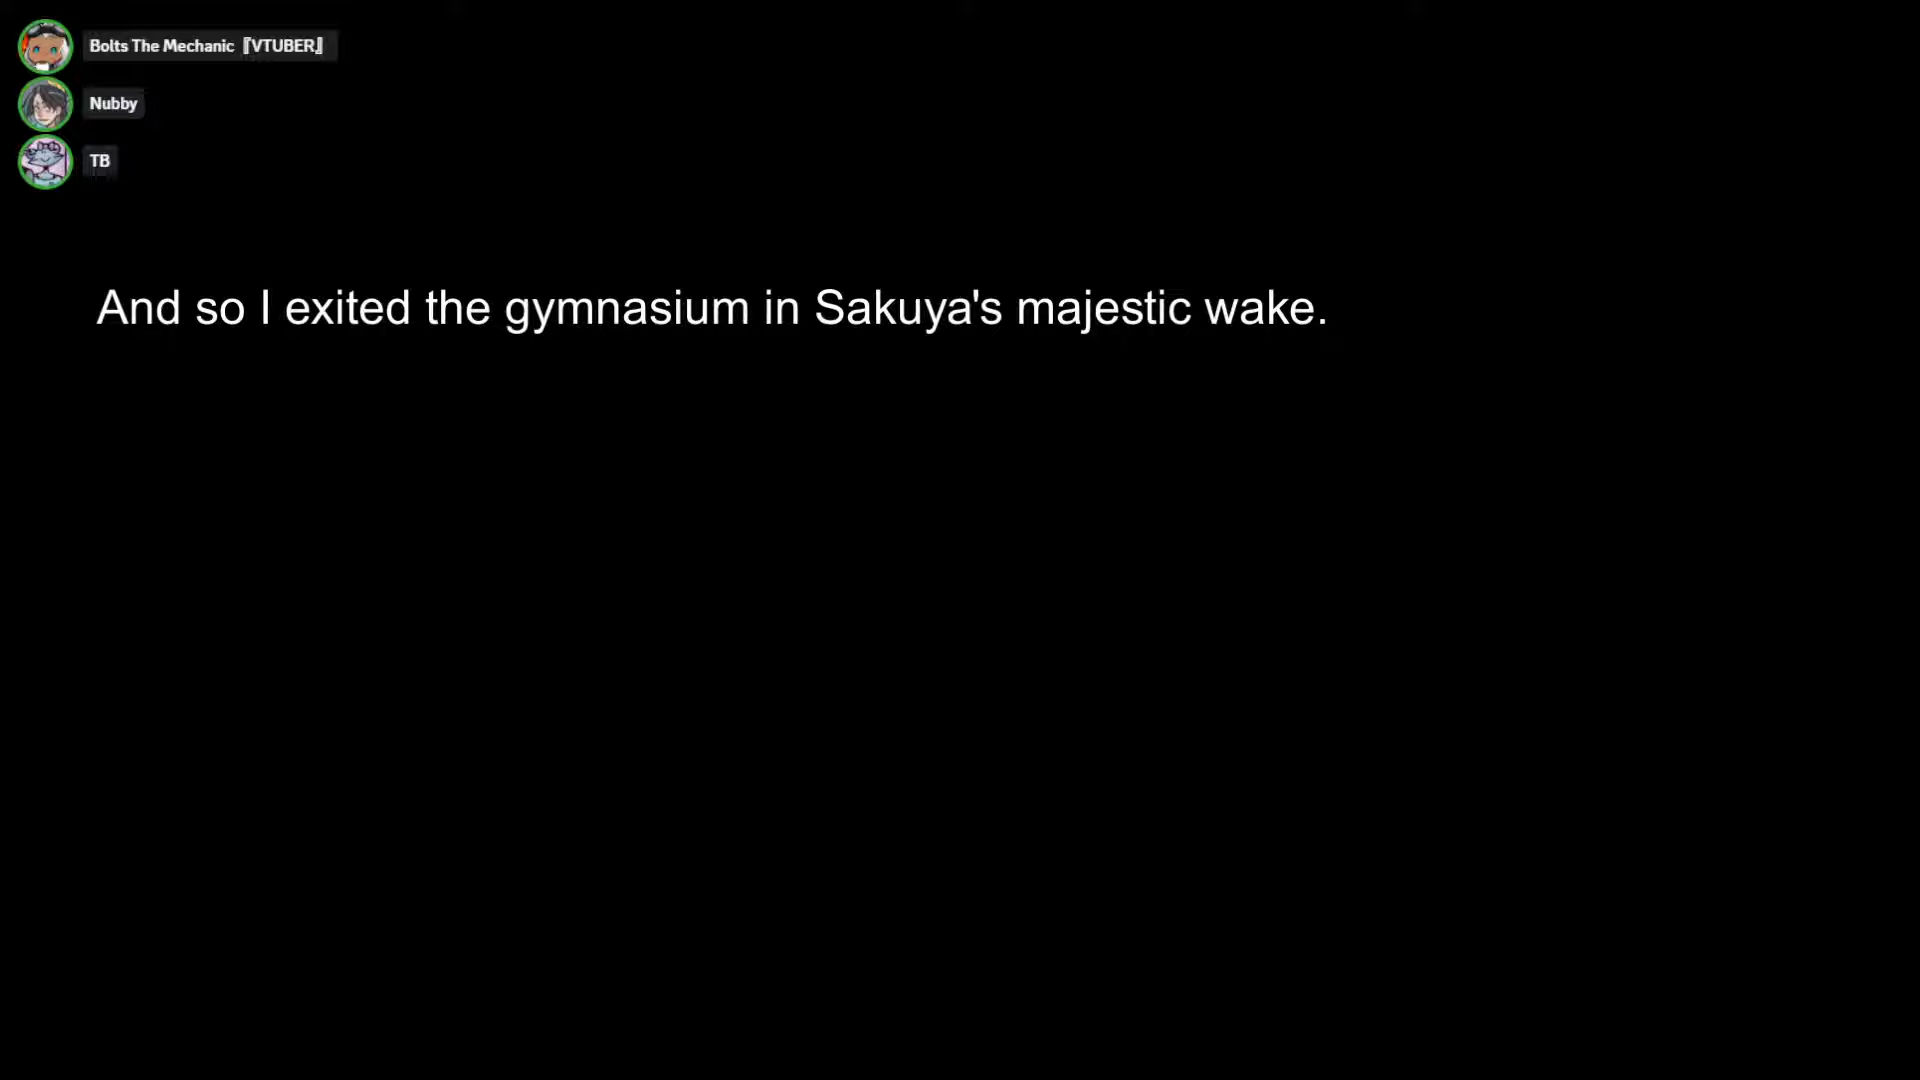 Bolts The Mechanic『VTUBER』
Nubby
TB
And so I exited the gymnasium in Sakuya's majestic wake.